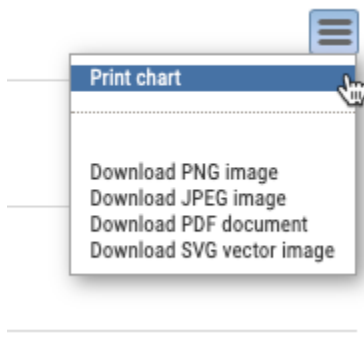 Print chart
Download PNG image
Download JPEG image
Download PDF document
Download SVG vector image